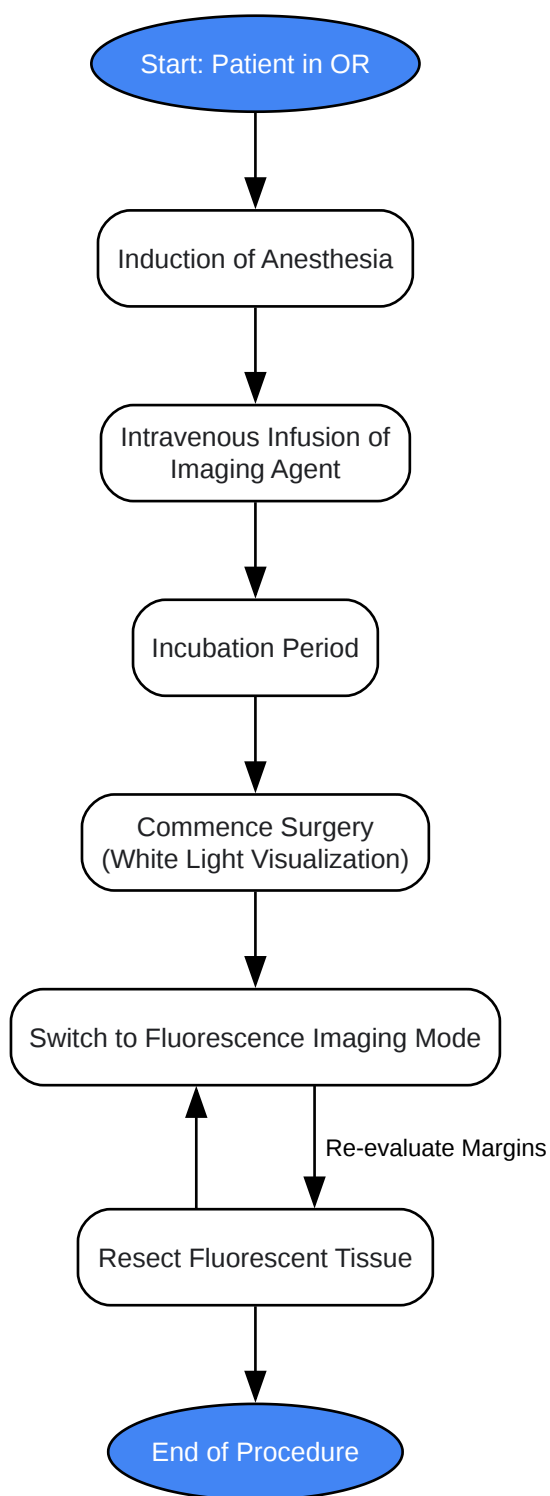 Start: Patient in OR
Induction of Anesthesia
Intravenous Infusion of
Imaging Agent
Incubation Period
Commence Surgery
(White Light Visualization)
Switch to Fluorescence Imaging Mode
Re-evaluate Margins
Resect Fluorescent Tissue
End of Procedure